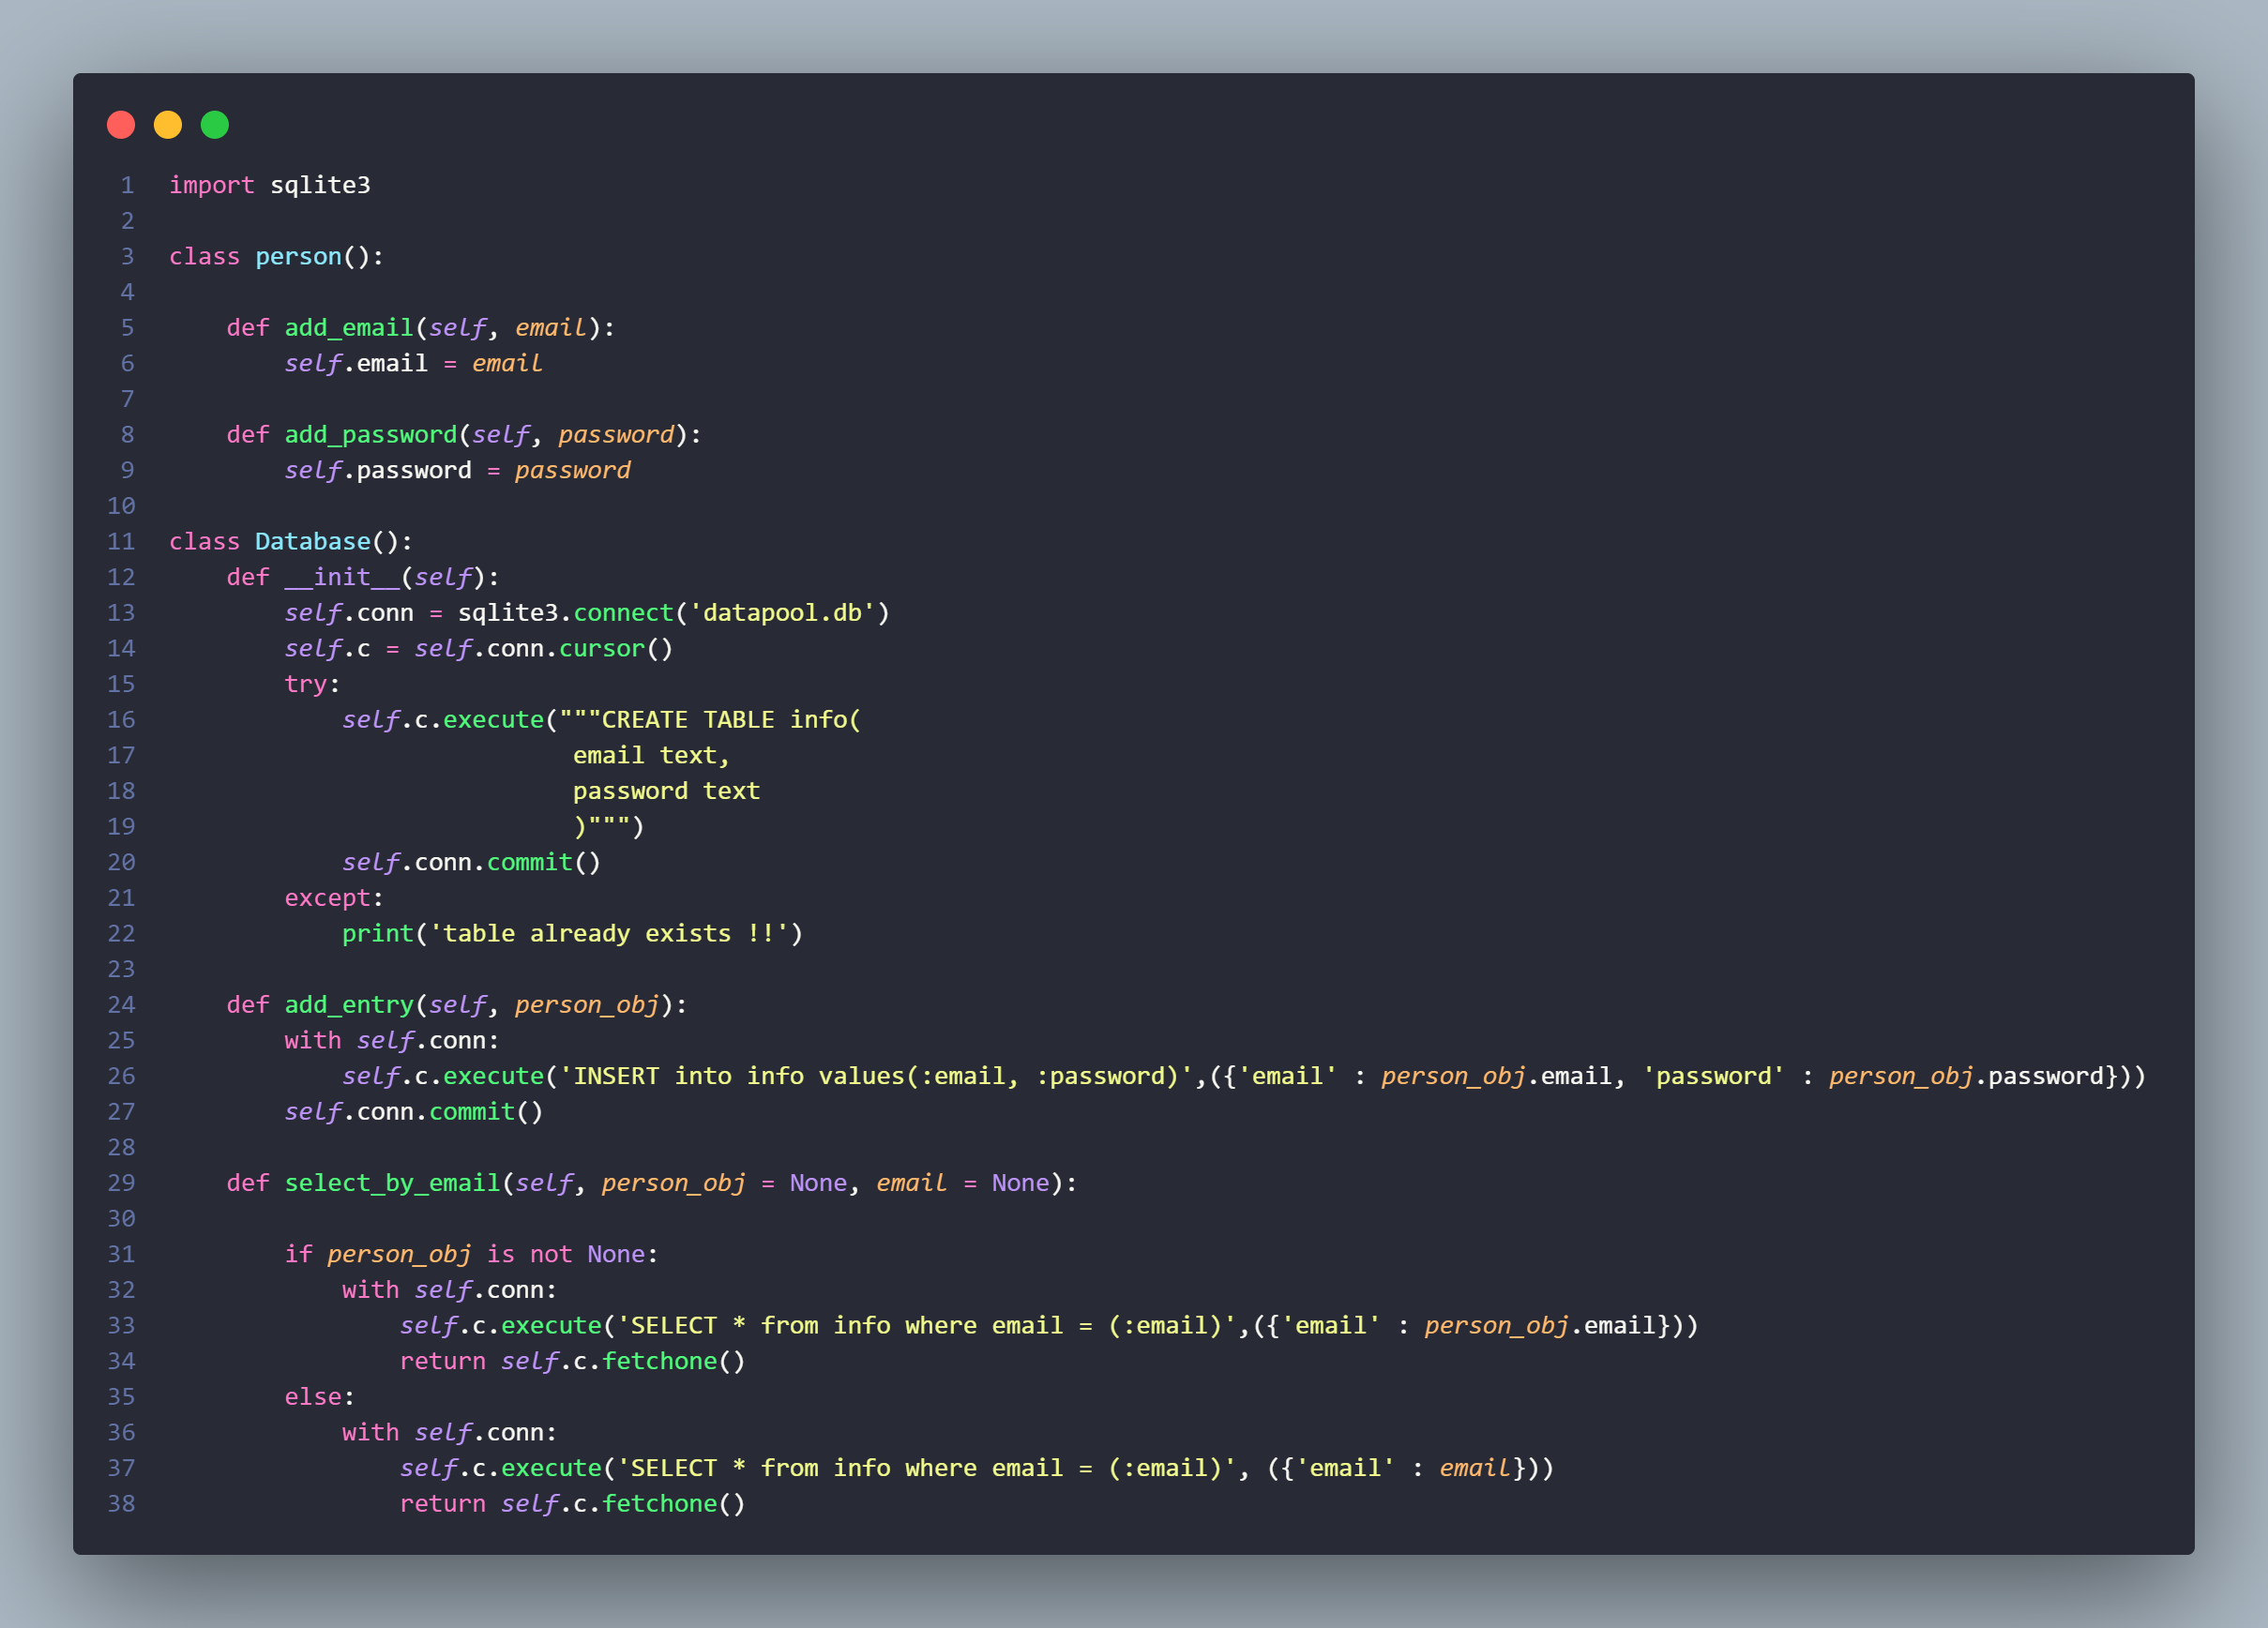 1 import sqlite3
2
3 class person():
4
5     def add_email(self, email):
6         self.email = email
7
8     def add_password(self, password):
9         self.password = password
10
11 class Database():
12     def __init__(self):
13         self.conn = sqlite3.connect('datapool.db')
14         self.c = self.conn.cursor()
15         try:
16             self.c.execute("""CREATE TABLE info(
17                             email text,
18                             password text
19                             )""")
20             self.conn.commit()
21         except:
22             print('table already exists !!')
23
24     def add_entry(self, person_obj):
25         with self.conn:
26             self.c.execute('INSERT into info values(:email, :password)',({'email' : person_obj.email, 'password' : person_obj.password}))
27         self.conn.commit()
28
29     def select_by_email(self, person_obj = None, email = None):
30
31         if person_obj is not None:
32             with self.conn:
33                 self.c.execute('SELECT * from info where email = (:email)',({'email' : person_obj.email}))
34                 return self.c.fetchone()
35         else:
36             with self.conn:
37                 self.c.execute('SELECT * from info where email = (:email)', ({'email' : email}))
38                 return self.c.fetchone()